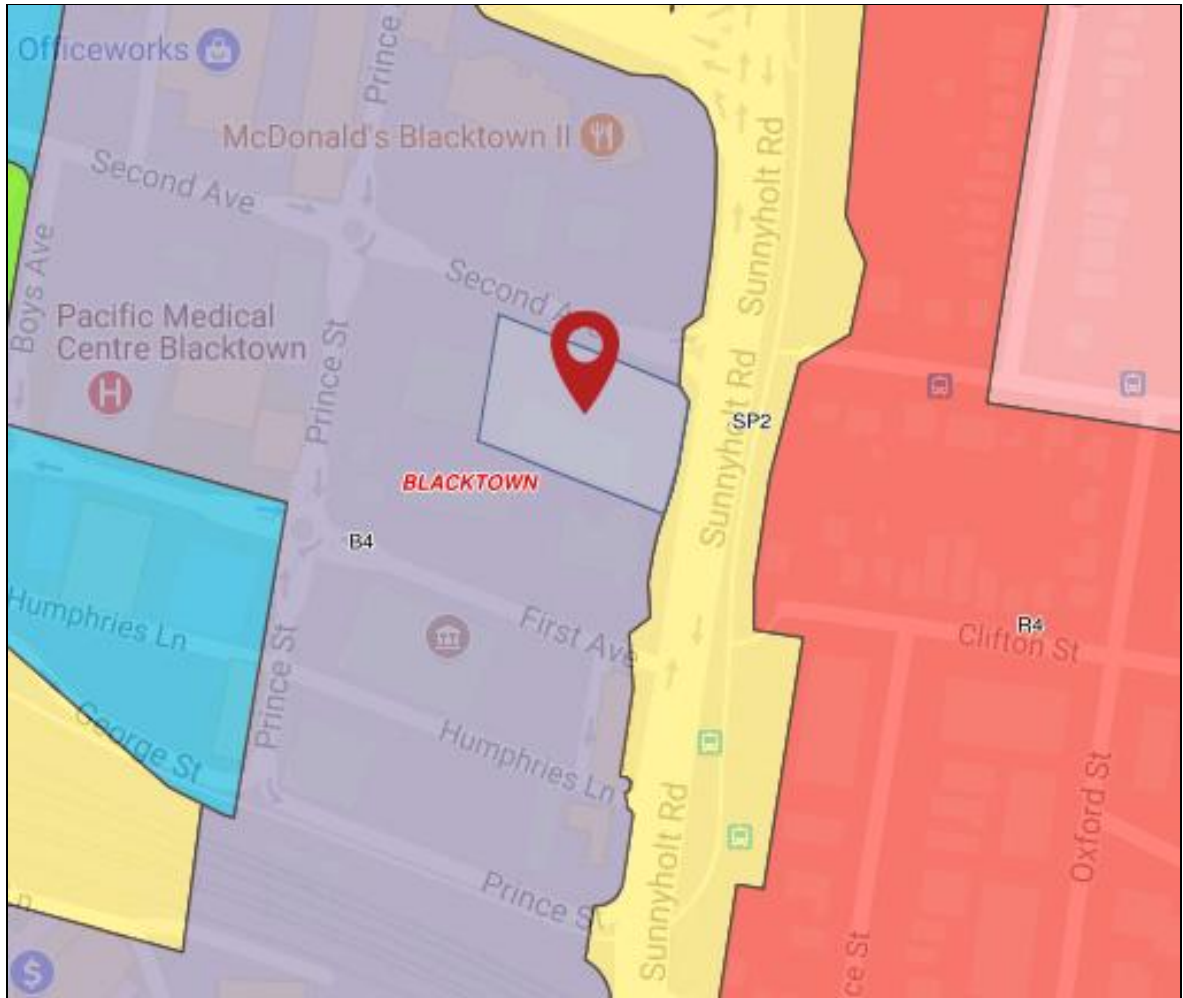 Officeworks
Prince
McDonald's Blacktown II
Second Ave
Sunnyholt Rd
Boys Ave
Second A
Pacific Medical
Centre Blacktown
H
Prince St
Sunnyholt Rd
SP2
BLACKTOWN
B4
Humphries Ln
First Ave
R4
Clifton St
Prince St
George St
Humphries Ln
Oxford St
Sunnyholt Rd
Prince S
n
ce St
$